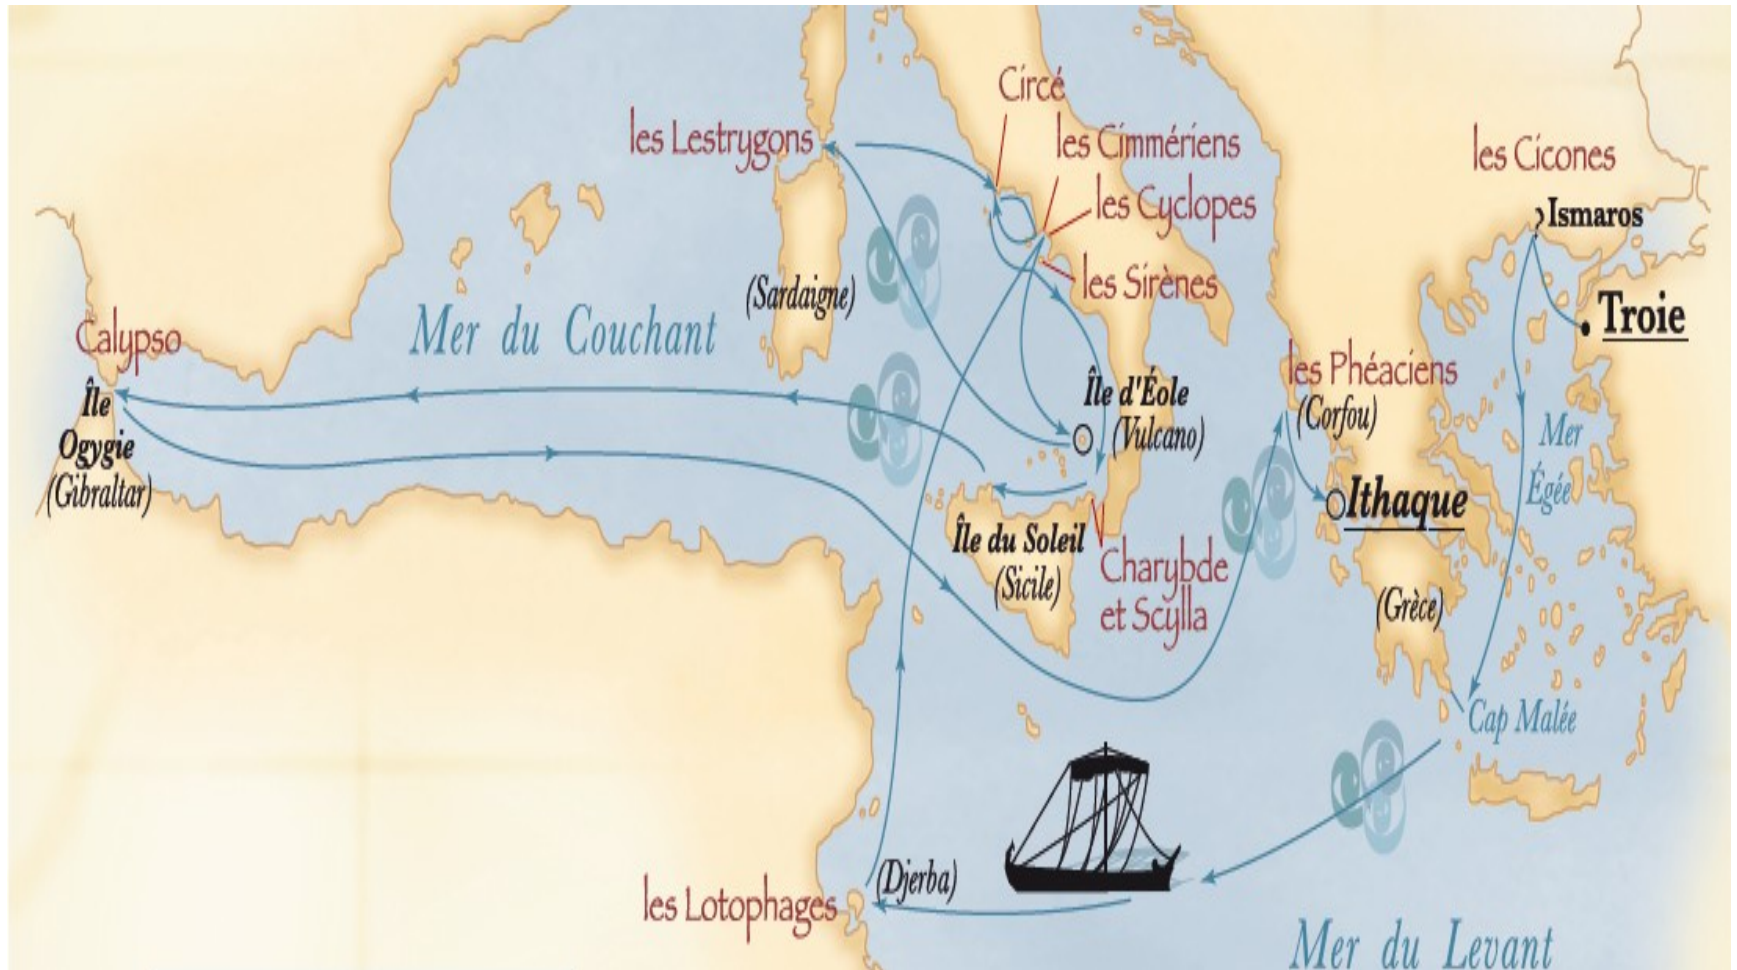 Circé
les Lestrygons
les Cimmériens
les Cicones
les Cyclopes
Ismaros
les Sirènes
(Sardaigne)
Troie
Mer du Couchant
Calypso
les Phéaciens
Île
Ogygie
(Gibraltar)
Île d'Éole
(Vulcano)
(Corfou)
Mer
Égée
Ithaque
Île du Soleil
(Sicile)
Charybde
et Scylla
(Grèce)
Cap Malée
(Djerba)
les Lotophages
Mer du Levant